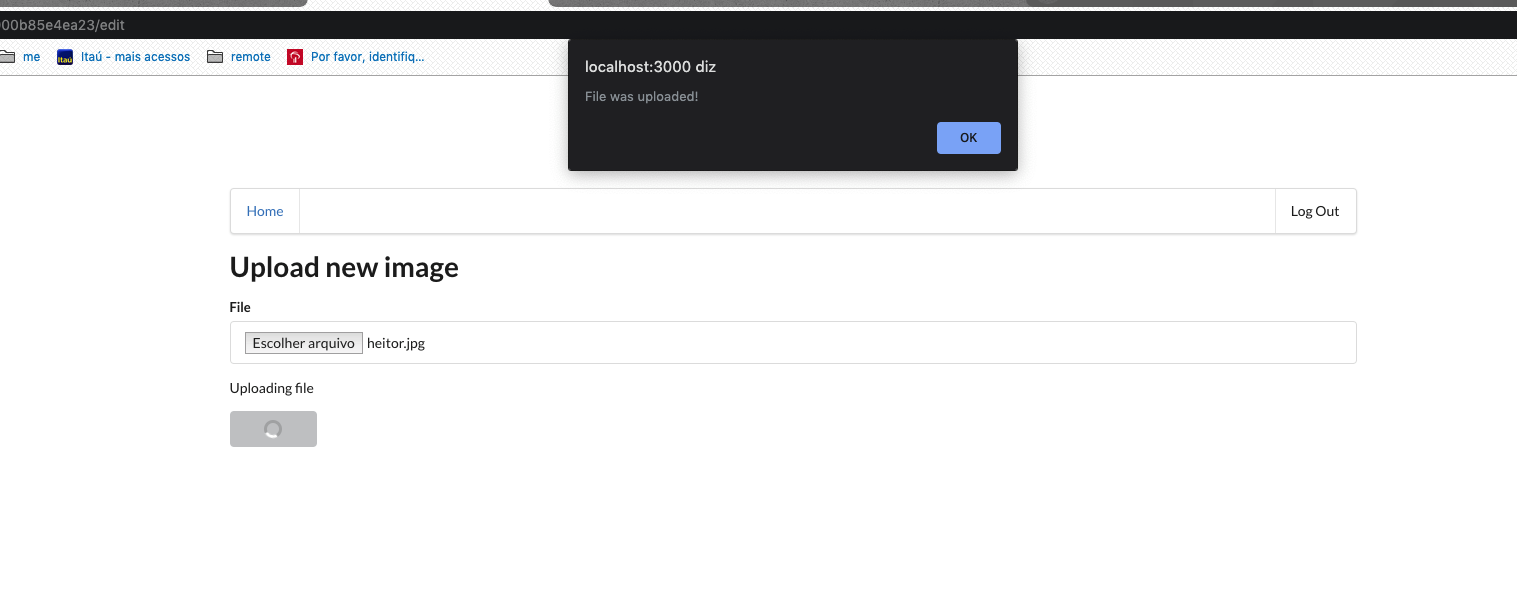 00b85e4ea23/edit
me Itaú Itaú - mais acessos remote Por favor, identifiq...
localhost:3000 diz
File was uploaded!
OK
Home Log Out
Upload new image
File
Escolher arquivo heitor.jpg
Uploading file